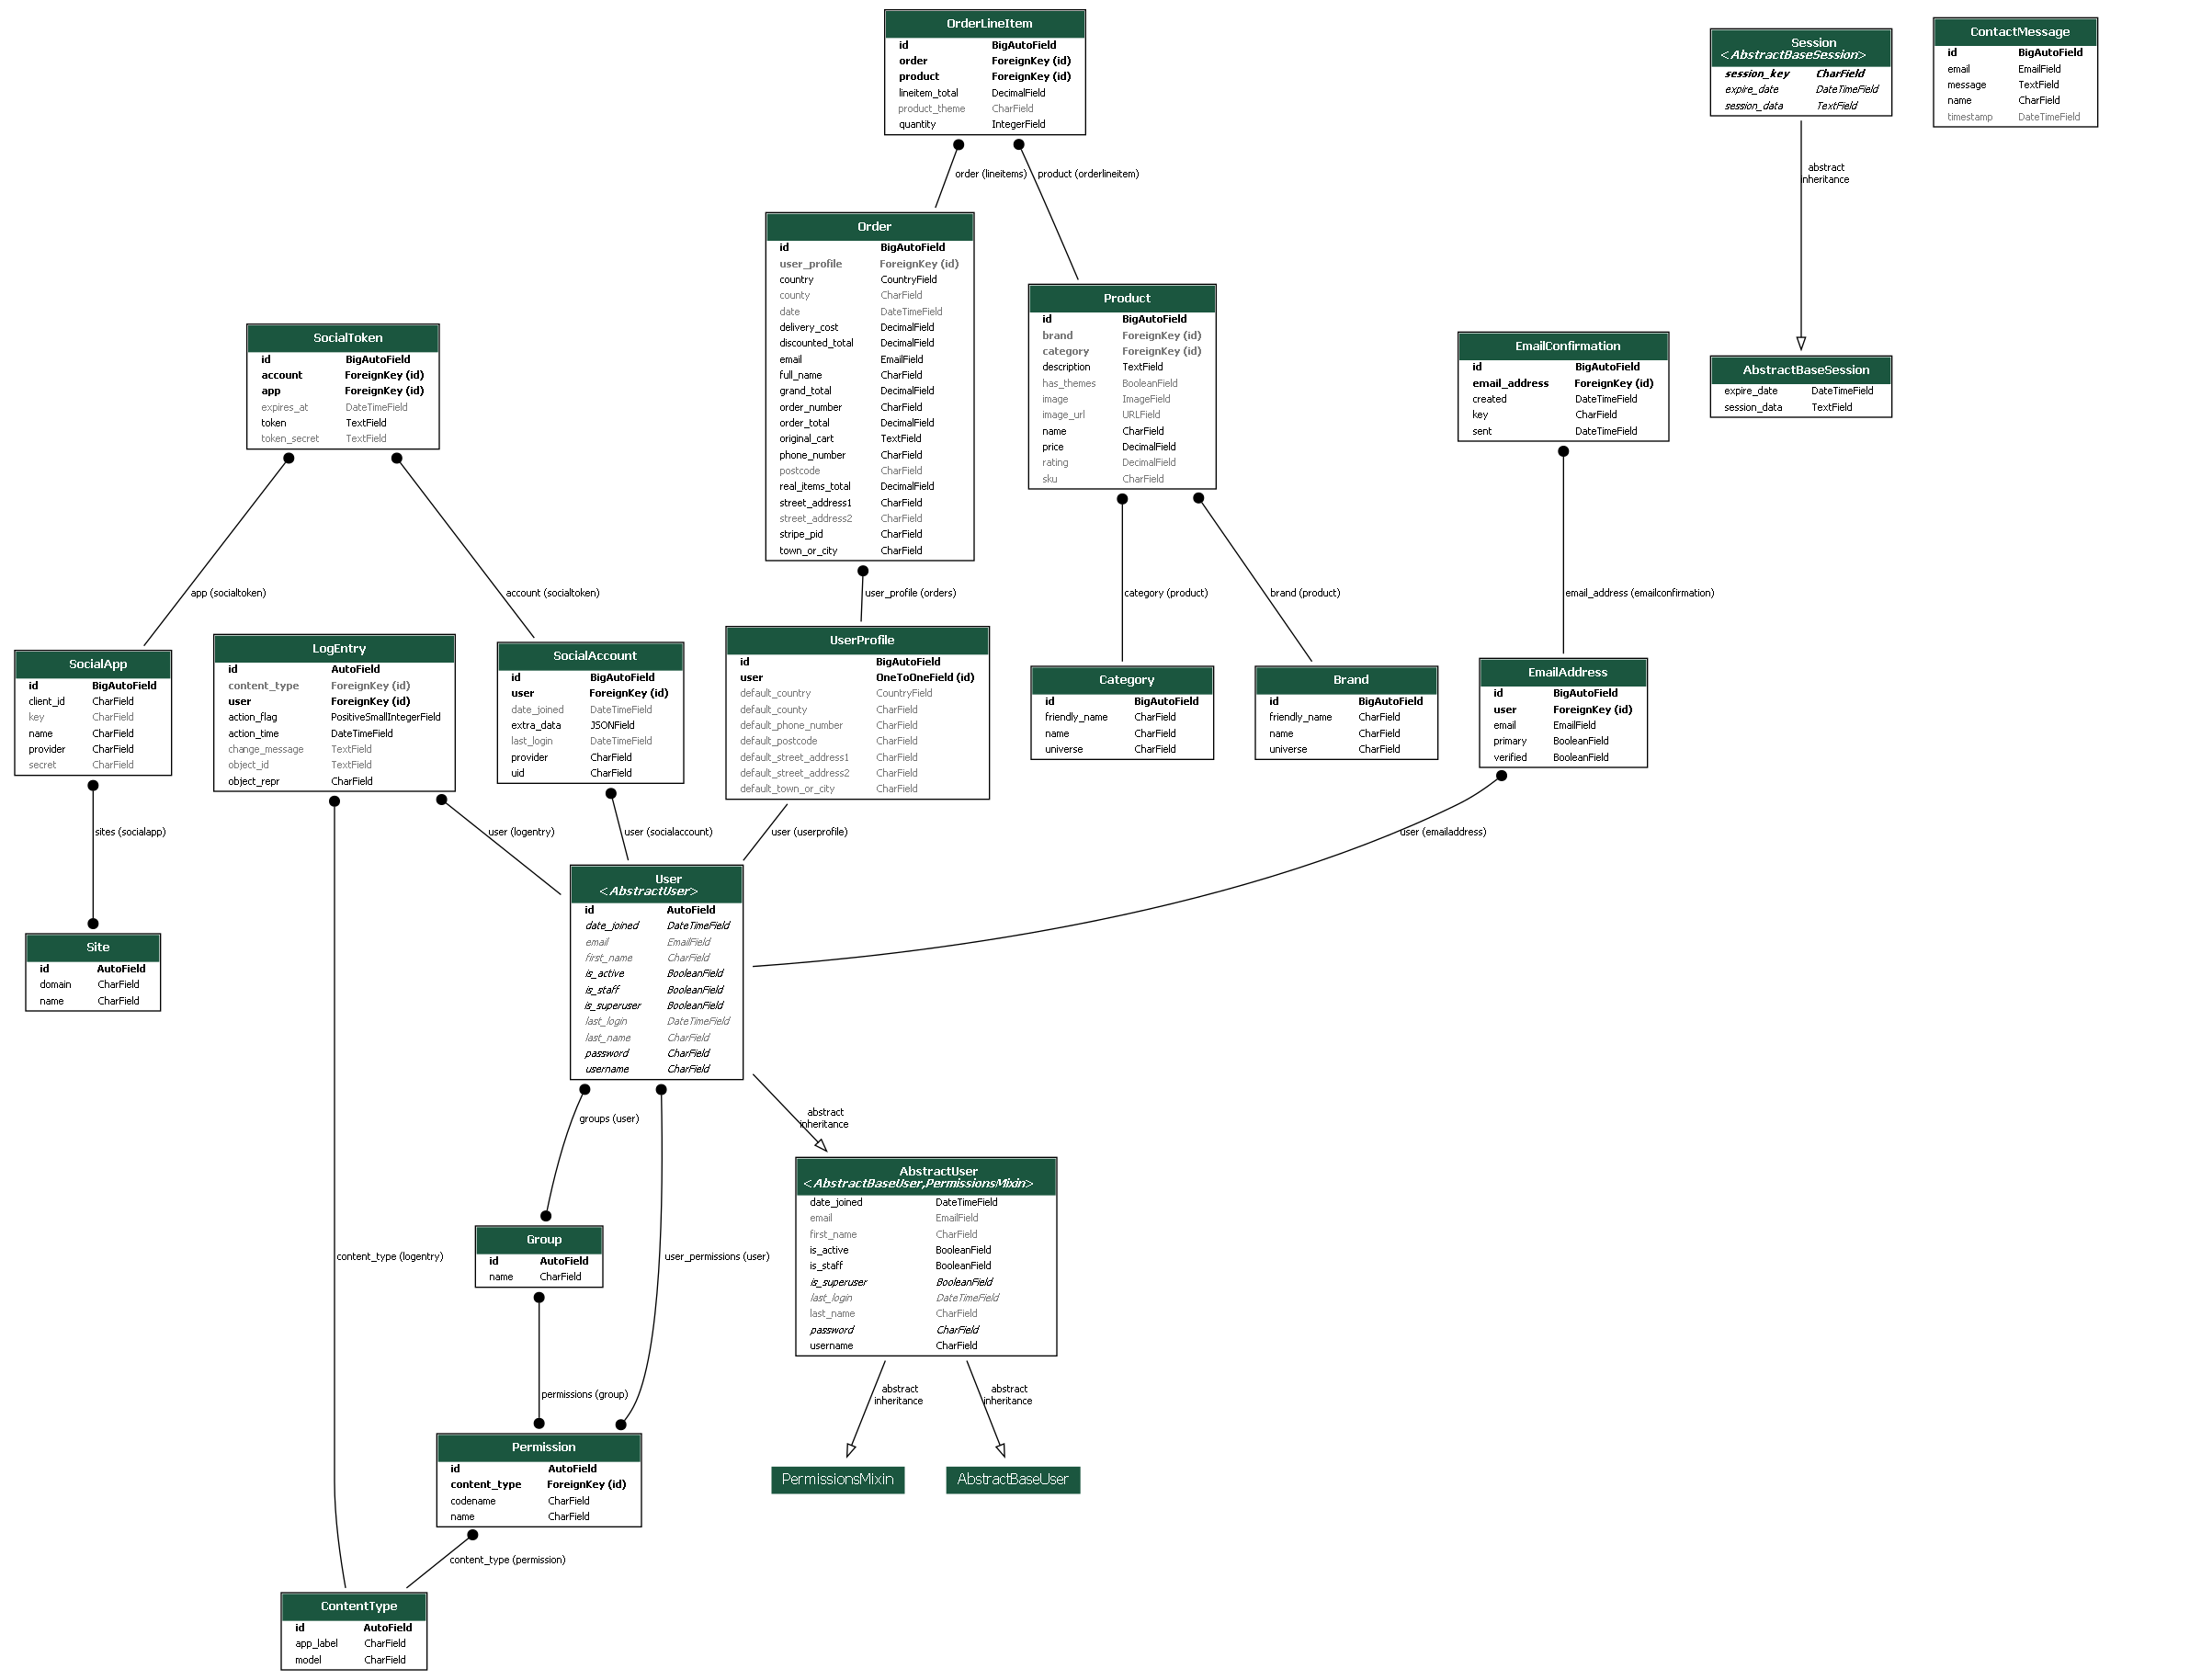 OrderLineItem
id BigAutoField
order ForeignKey (id)
product ForeignKey (id)
lineitem_total DecimalField
product_theme CharField
quantity IntegerField
Session
<AbstractBaseSession>
session_key CharField
expire_date DateTimeField
session_data TextField
ContactMessage
id BigAutoField
email EmailField
message TextField
name CharField
timestamp DateTimeField
order (lineitems)
product (orderlineitem)
abstract
inheritance
Order
id BigAutoField
user_profile ForeignKey (id)
country CountryField
county CharField
date DateTimeField
delivery_cost DecimalField
discounted_total DecimalField
email EmailField
full_name CharField
grand_total DecimalField
order_number CharField
order_total DecimalField
original_cart TextField
phone_number CharField
postcode CharField
real_items_total DecimalField
street_address1 CharField
street_address2 CharField
stripe_pid CharField
town_or_city CharField
Product
id BigAutoField
brand ForeignKey (id)
category ForeignKey (id)
description TextField
has_themes BooleanField
image ImageField
image_url URLField
name CharField
price DecimalField
rating DecimalField
sku CharField
SocialToken
id BigAutoField
account ForeignKey (id)
app ForeignKey (id)
expires_at DateTimeField
token TextField
token_secret TextField
EmailConfirmation
id BigAutoField
email_address ForeignKey (id)
created DateTimeField
key CharField
sent DateTimeField
AbstractBaseSession
expire_date DateTimeField
session_data TextField
app (socialtoken)
account (socialtoken)
user_profile (orders)
category (product)
brand (product)
email_address (emailconfirmation)
SocialApp
id BigAutoField
client_id CharField
key CharField
name CharField
provider CharField
secret CharField
LogEntry
id AutoField
content_type ForeignKey (id)
user ForeignKey (id)
action_flag PositiveSmallIntegerField
action_time DateTimeField
change_message TextField
object_id TextField
object_repr CharField
SocialAccount
id BigAutoField
user ForeignKey (id)
date_joined DateTimeField
extra_data JSONField
last_login DateTimeField
provider CharField
uid CharField
UserProfile
id BigAutoField
user OneToOneField (id)
default_country CountryField
default_county CharField
default_phone_number CharField
default_postcode CharField
default_street_address1 CharField
default_street_address2 CharField
default_town_or_city CharField
Category
id BigAutoField
friendly_name CharField
name CharField
universe CharField
Brand
id BigAutoField
friendly_name CharField
name CharField
universe CharField
EmailAddress
id BigAutoField
user ForeignKey (id)
email EmailField
primary BooleanField
verified BooleanField
sites (socialapp)
user (logentry)
user (socialaccount)
user (userprofile)
user (emailaddress)
Site
id AutoField
domain CharField
name CharField
User
<AbstractUser>
id AutoField
date_joined DateTimeField
email EmailField
first_name CharField
is_active BooleanField
is_staff BooleanField
is_superuser BooleanField
last_login DateTimeField
last_name CharField
password CharField
username CharField
groups (user)
abstract
inheritance
AbstractUser
<AbstractBaseUser,PermissionsMixin>
date_joined DateTimeField
email EmailField
first_name CharField
is_active BooleanField
is_staff BooleanField
is_superuser BooleanField
last_login DateTimeField
last_name CharField
password CharField
username CharField
Group
id AutoField
name CharField
content_type (logentry)
user_permissions (user)
permissions (group)
abstract
inheritance
abstract
inheritance
Permission
id AutoField
content_type ForeignKey (id)
codename CharField
name CharField
PermissionsMixin
AbstractBaseUser
content_type (permission)
ContentType
id AutoField
app_label CharField
model CharField